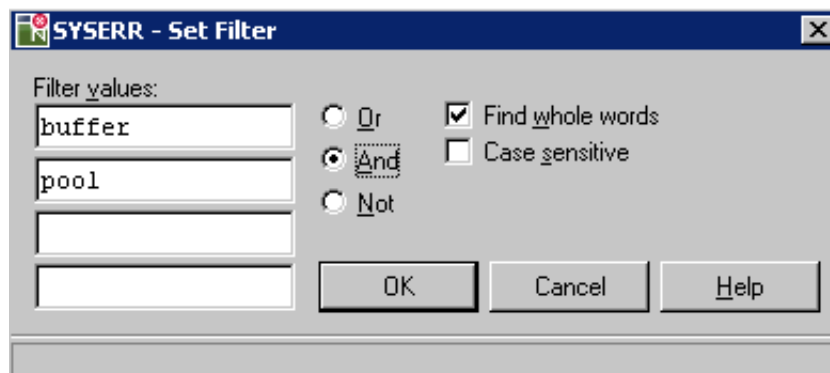 SYSERR - Set Filter
Filter values:
buffer
pool
Or
And
Not
Find whole words
Case sensitive
OK
Cancel
Help